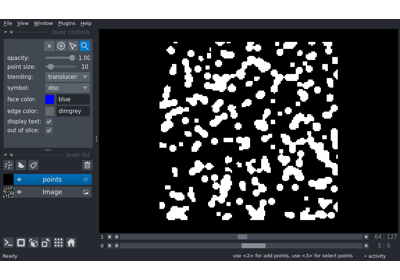 File View Window Plugins Help
layer controls
opacity: 1.00
point size: 10
blending: translucen
symbol: disc
face color: blue
edge color: dimgrey
display text:
out of slice:
layer list
points
Image
1 64 127
0 5 9
Ready use <2> for add points, use <3> for select points activity